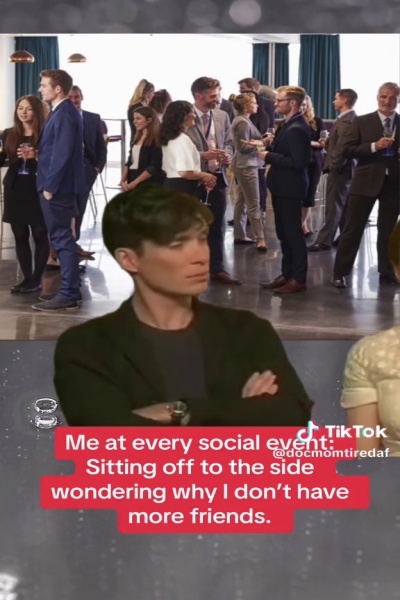 TikTok
@docmomtiredaf
Me at every social event:
Sitting off to the side
wondering why I don't have
more friends.